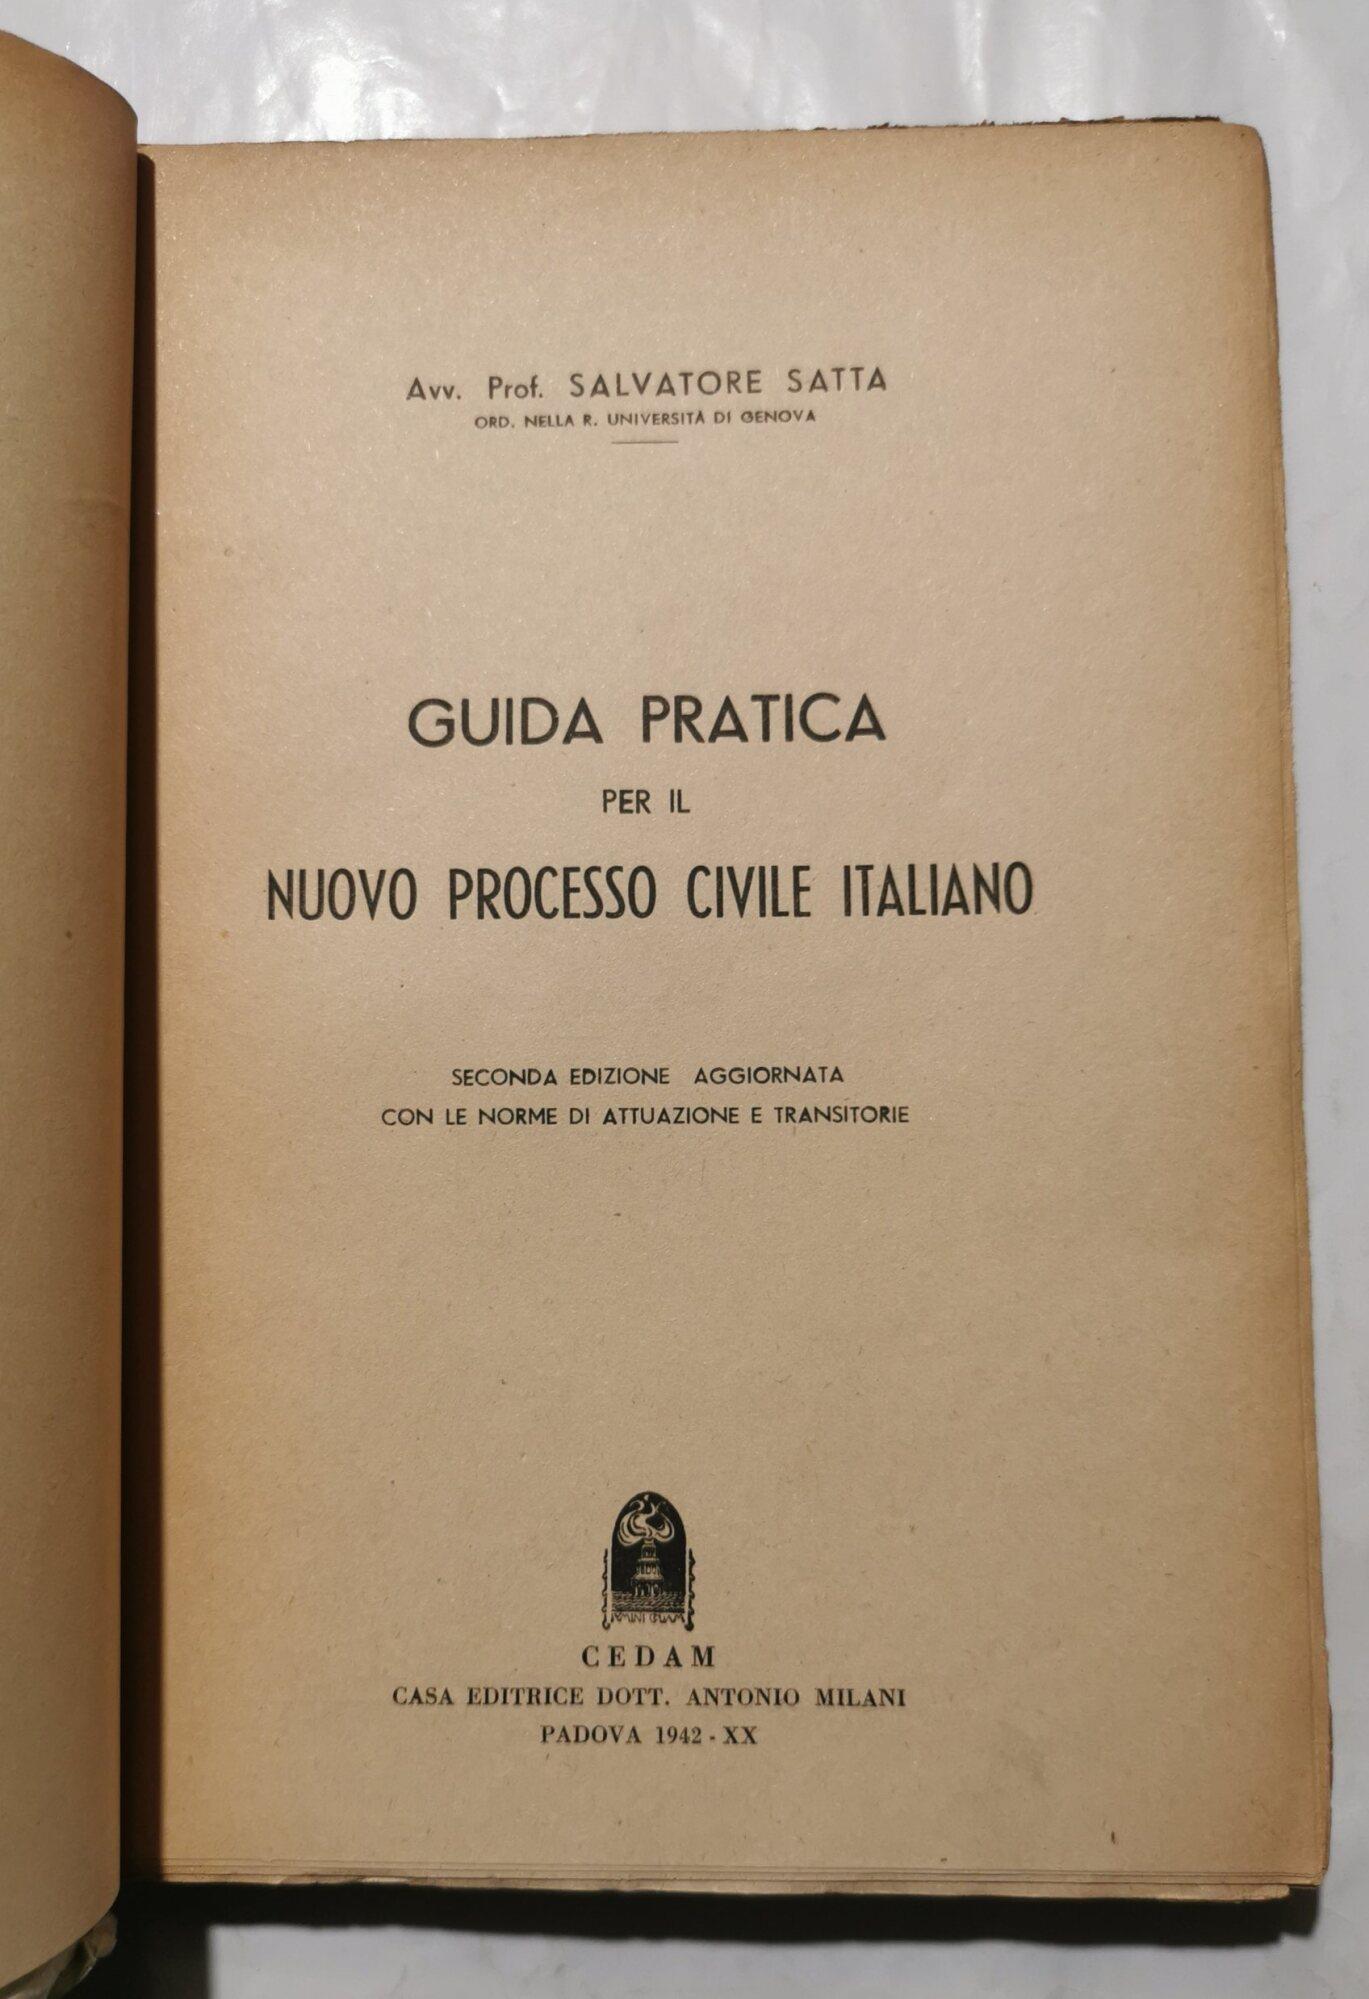 Avv. Prof. SALVATORE SATTA
ORD. NELLA R. UNIVERSITÀ DI GENOVA
GUIDA PRATICA
PER IL
NUOVO PROCESSO CIVILE ITALIANO
SECONDA EDIZIONE AGGIORNATA
CON LE NORME DI ATTUAZIONE E TRANSITORIE
CEDAM
CASA EDITRICE DOTT. ANTONIO MILANI
PADOVA 1942 - XX